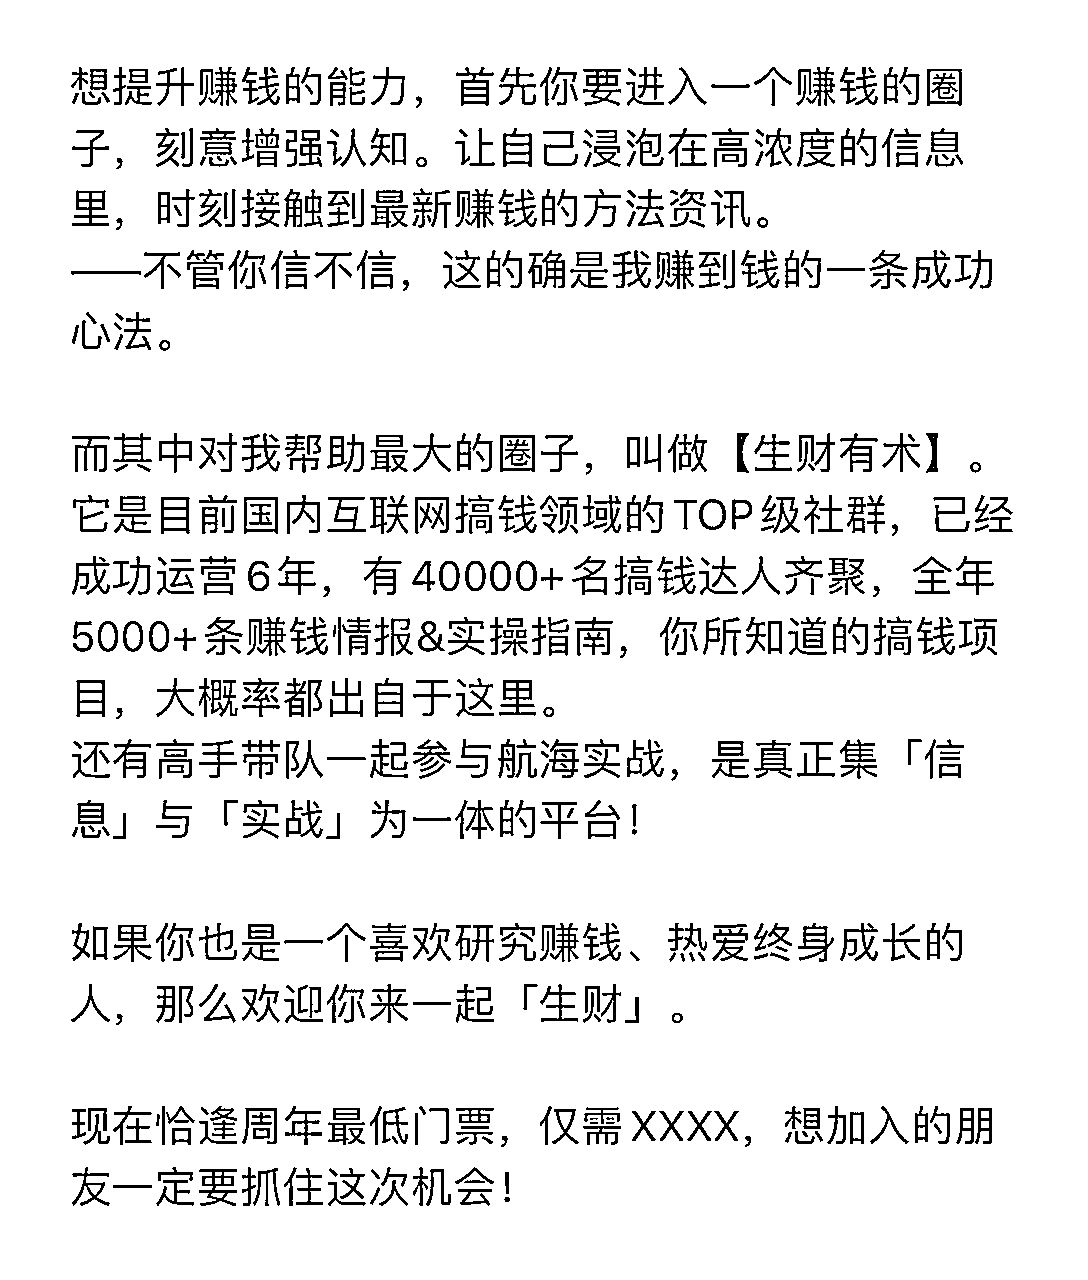 想提升赚钱的能力，首先你要进入一个赚钱的圈
子，刻意增强认知。让自己浸泡在高浓度的信息
里，时刻接触到最新赚钱的方法资讯。
——不管你信不信，这的确是我赚到钱的一条成功
心法。
而其中对我帮助最大的圈子，叫做【生财有术】。
它是目前国内互联网搞钱领域的TOP级社群，已经
成功运营6年，有40000+名搞钱达人齐聚，全年
5000+条赚钱情报&实操指南，你所知道的搞钱项
目，大概率都出自于这里。
还有高手带队一起参与航海实战，是真正集「信
息」与「实战」为一体的平台！
如果你也是一个喜欢研究赚钱、热爱终身成长的
人，那么欢迎你来一起「生财」。
现在恰逢周年最低门票，仅需XXXX，想加入的朋
友一定要抓住这次机会！